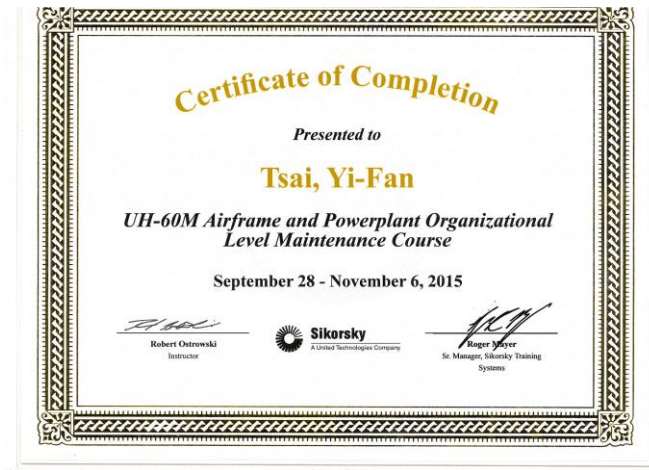 Certificate of Completion
Presented to
Tsai, Yi-Fan
UH-60M Airframe and Powerplant Organizational
Level Maintenance Course
September 28 - November 6, 2015
Robert Ostrowski
Instructor
Sikorsky
A United Technologies Company
Roger Mayer
Sr. Manager, Sikorsky Training
Systems